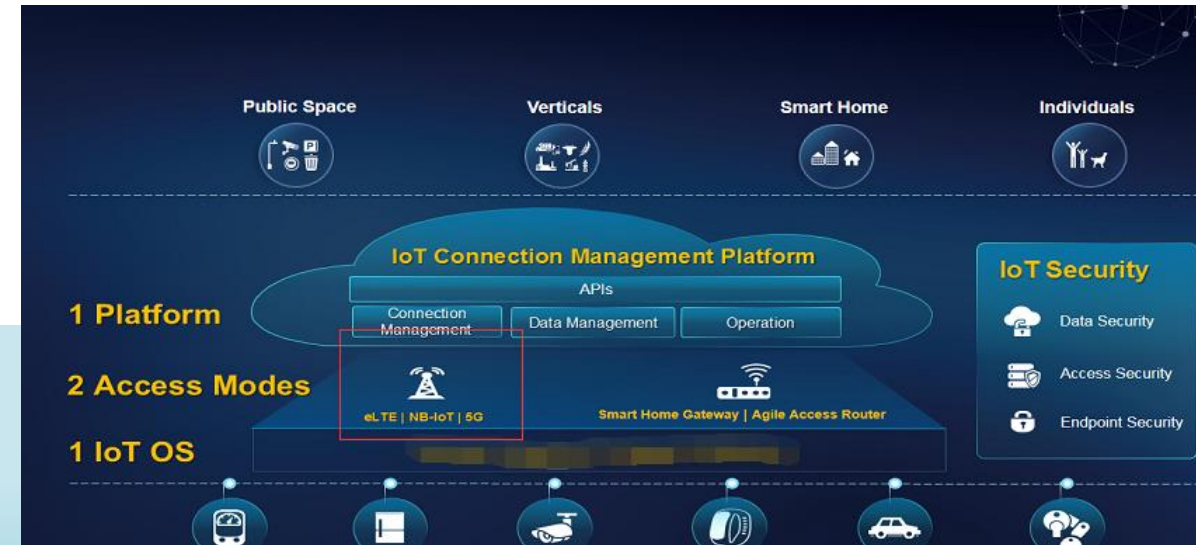 Public Space
Verticals
Smart Home
Individuals
P
IoT Connection Management Platform
APIs
1 Platform
Connection
Management
Data Management
Operation
2 Access Modes
eLTE | NB-IoT | 5G
Smart Home Gateway | Agile Access Router
1 IoT OS
IoT Security
Data Security
Access Security
Endpoint Security